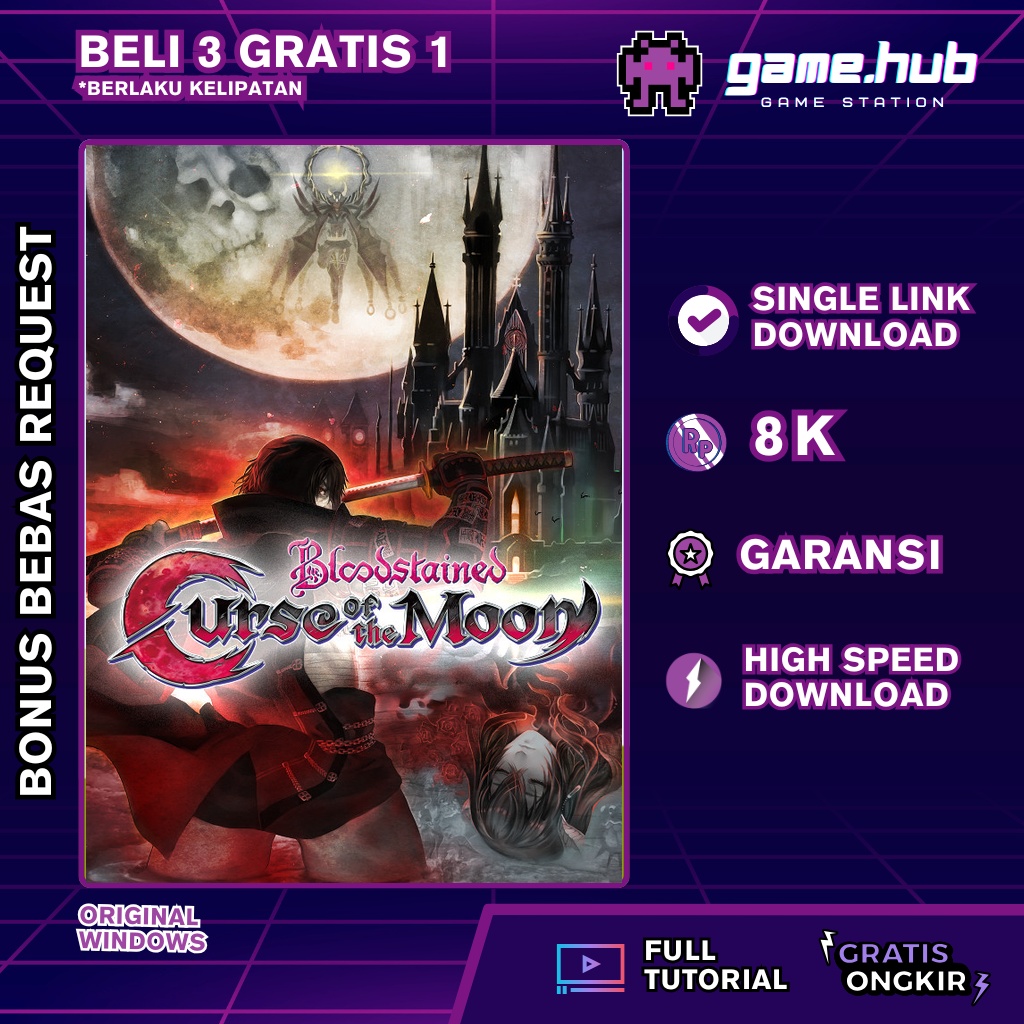 BELI 3 GRATIS 1
*BERLAKU KELIPATAN
game.hub
GAME STATION
BONUS BEBAS REQUEST
Bloodstained
Curse of the Moon
SINGLE LINK
DOWNLOAD
Rp
8K
GARANSI
HIGH SPEED
DOWNLOAD
ORIGINAL
WINDOWS
FULL
TUTORIAL
GRATIS
ONGKIR